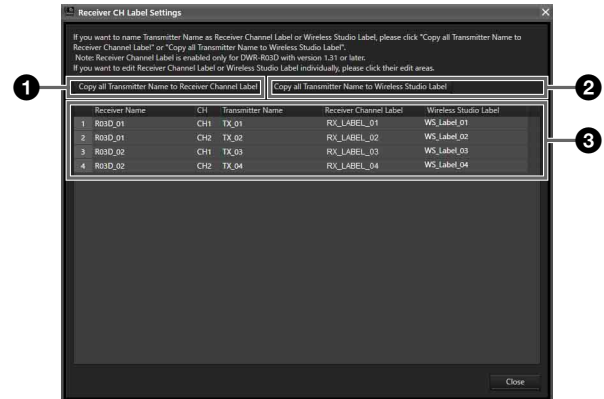 Receiver CH Label Settings
If you want to name Transmitter Name as Receiver Channel Label or Wireless Studio Label, please click "Copy all Transmitter Name to
Receiver Channel Label" or "Copy all Transmitter Name to Wireless Studio Label".
Note: Receiver Channel Label is enabled only for DWR-R03D with version 1.31 or later.
If you want to edit Receiver Channel Label or Wireless Studio Label individually, please click their edit areas.
1 Copy all Transmitter Name to Receiver Channel Label Copy all Transmitter Name to Wireless Studio Label 2
Receiver Name CH Transmitter Name Receiver Channel Label Wireless Studio Label
1 R03D_01 CH1 TX_01 RX_LABEL_01 WS_Label_01
2 R03D_01 CH2 TX_02 RX_LABEL_02 WS_Label_02 3
3 R03D_02 CH1 TX_03 RX_LABEL_03 WS_Label_03
4 R03D_02 CH2 TX_04 RX_LABEL_04 WS_Label_04
Close